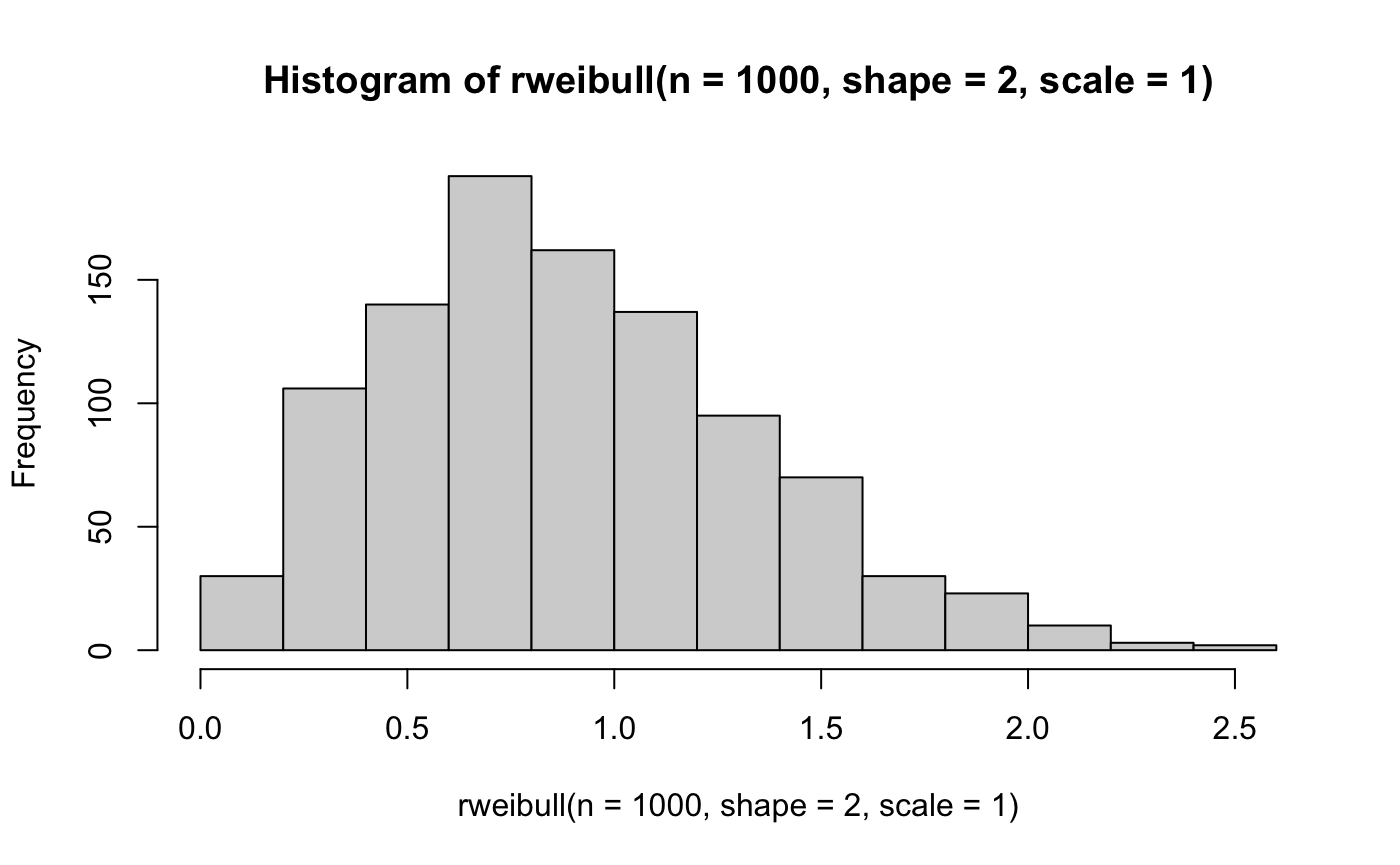 Histogram of rweibull(n = 1000, shape = 2, scale = 1)
Frequency
150
100
50
0
0.0 0.5 1.0 1.5 2.0 2.5
rweibull(n = 1000, shape = 2, scale = 1)